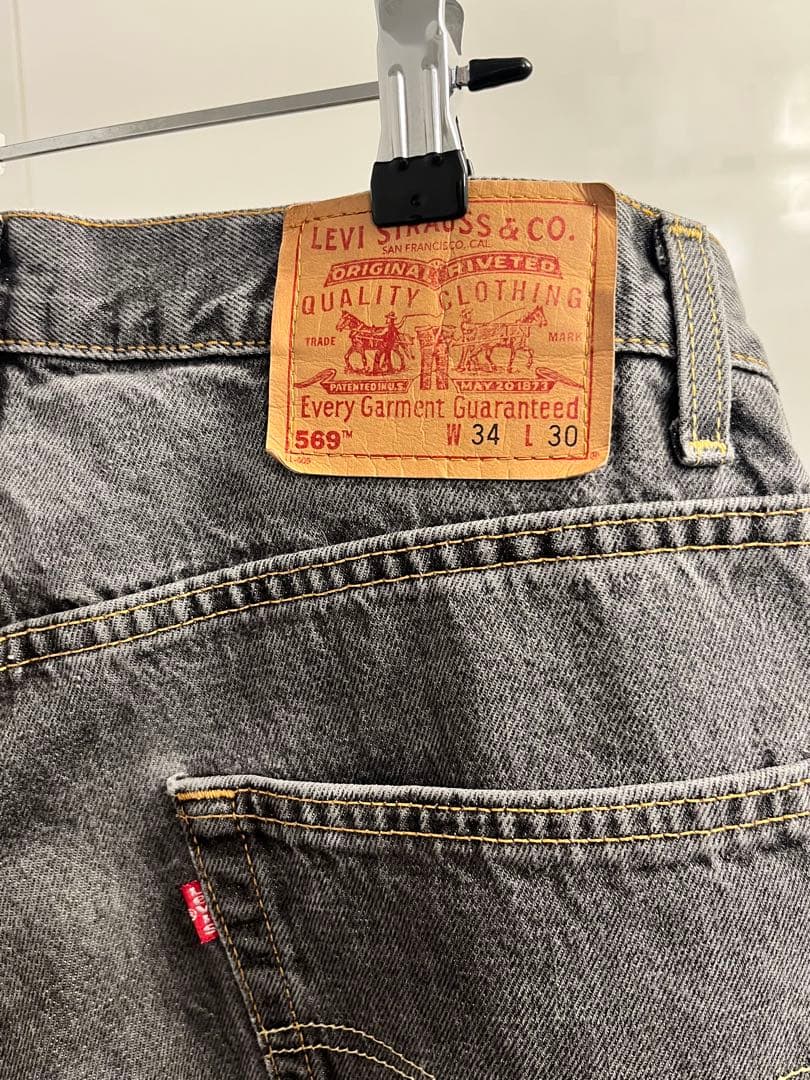 LEVI STRAUSS & CO.
SAN FRANCISCO, CAL.
ORIGINAL RIVETED
QUALITY CLOTHING
TRADE MARK
PATENTED IN U.S. MAY 20 1873
Every Garment Guaranteed
569™ W 34 L 30
®
LEVI'S